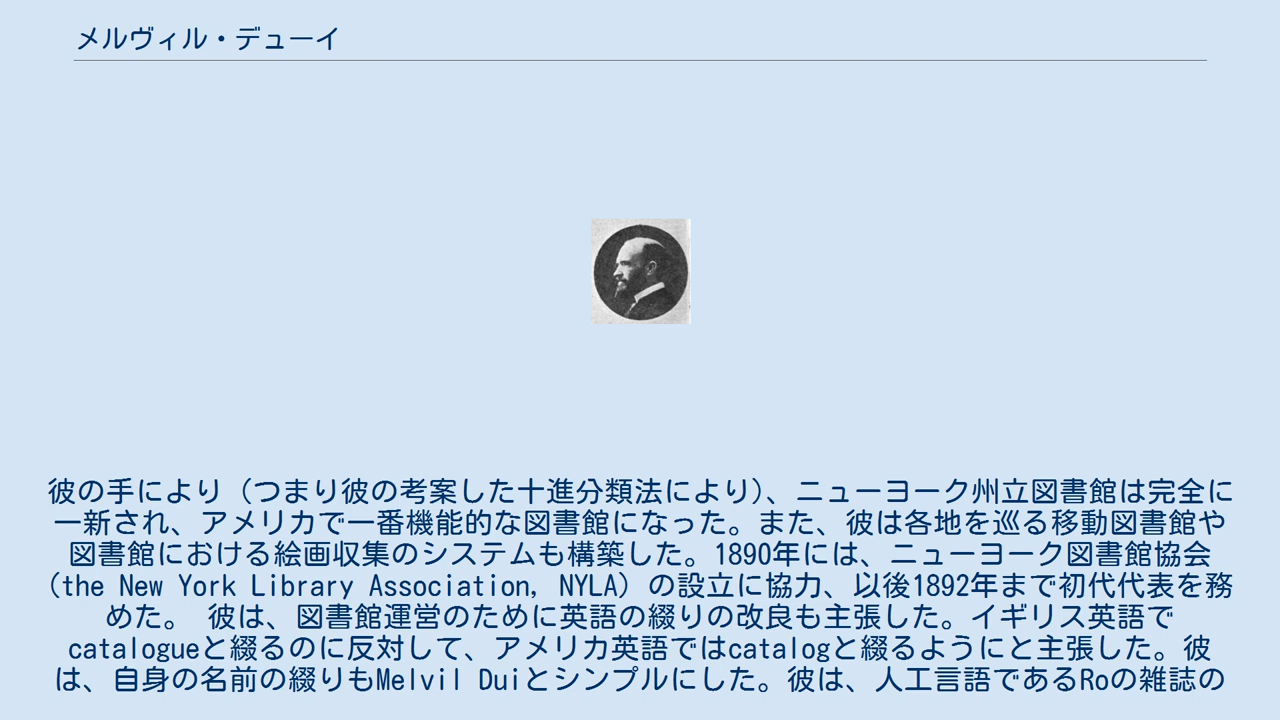 メルヴィル・デューイ
彼の手により（つまり彼の考案した十進分類法により）、ニューヨーク州立図書館は完全に
一新され、アメリカで一番機能的な図書館になった。また、彼は各地を巡る移動図書館や
図書館における絵画収集のシステムも構築した。1890年には、ニューヨーク図書館協会
（the New York Library Association, NYLA）の設立に協力、以後1892年まで初代代表を務
めた。 彼は、図書館運営のために英語の綴りの改良も主張した。イギリス英語で
catalogueと綴るのに反対して、アメリカ英語ではcatalogと綴るようにと主張した。彼
は、自身の名前の綴りもMelvil Duiとシンプルにした。彼は、人工言語であるRoの雑誌の